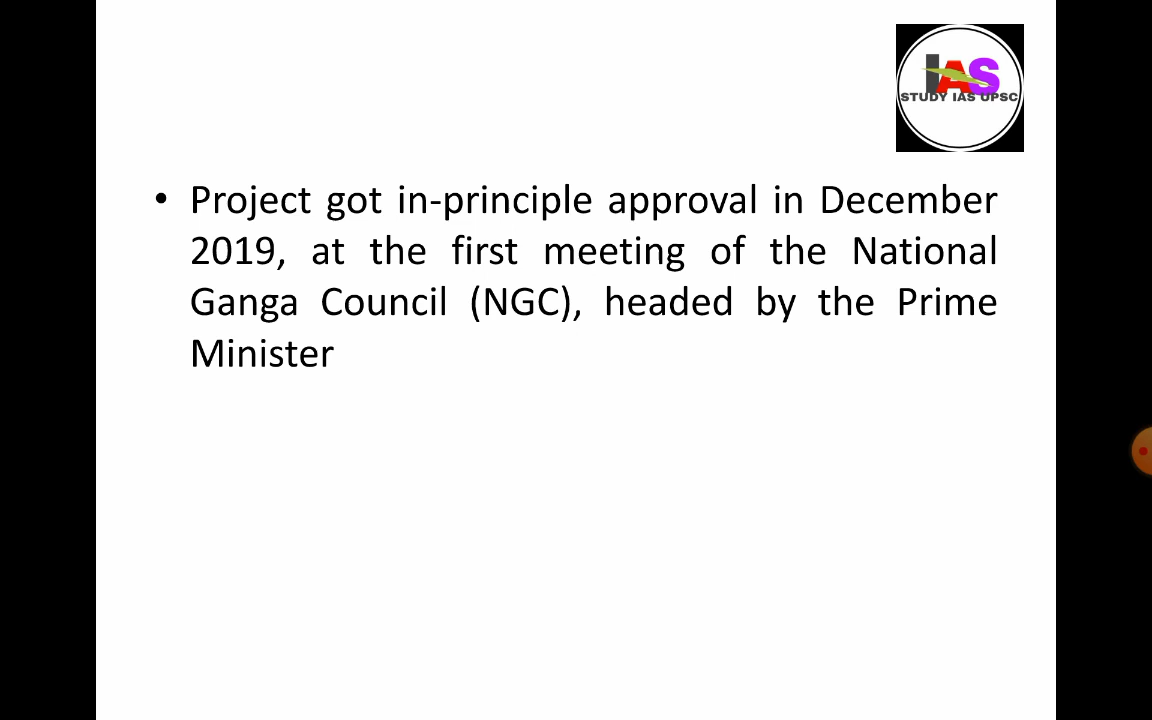 IAS
STUDY IAS UPSC
• Project got in-principle approval in December
2019, at the first meeting of the National
Ganga Council (NGC), headed by the Prime
Minister